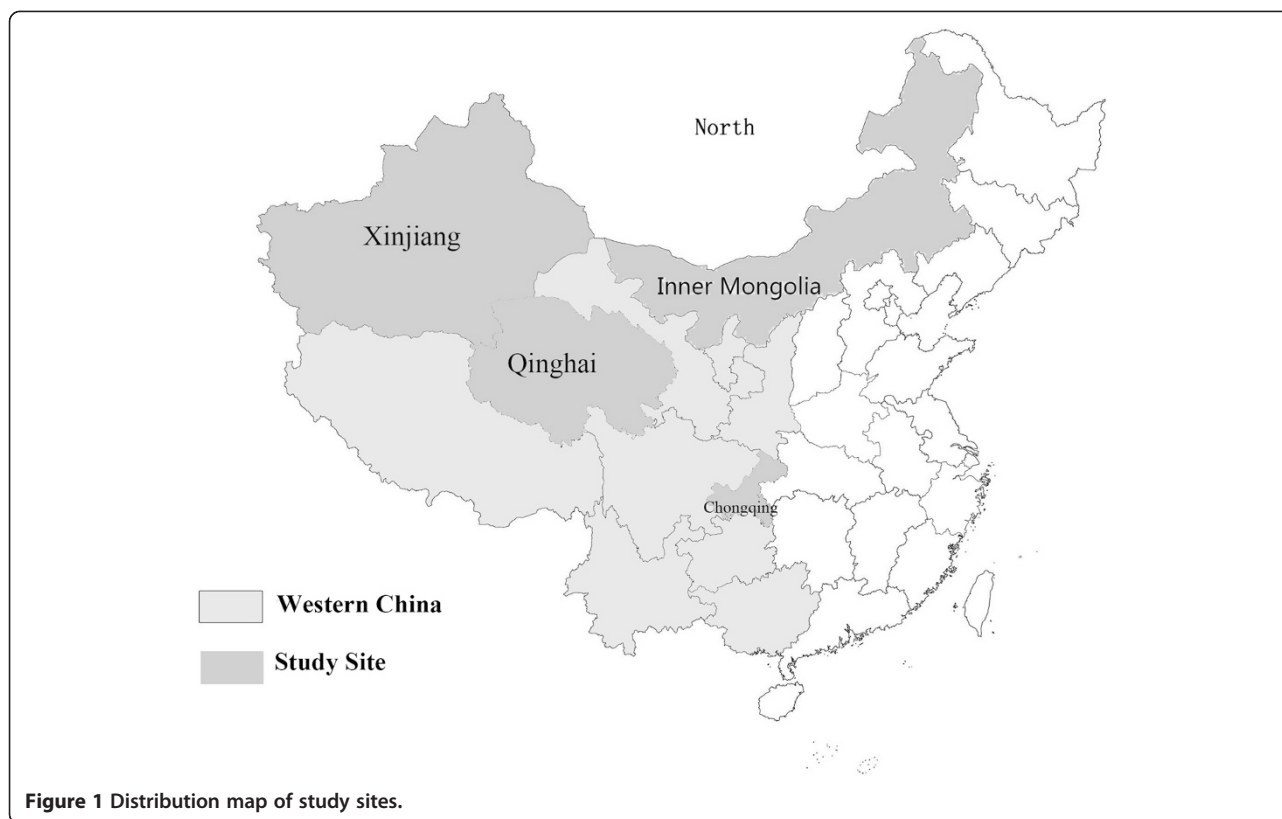 North
Xinjiang
Inner Mongolia
Qinghai
Chongqing
Western China
Study Site
Figure 1 Distribution map of study sites.